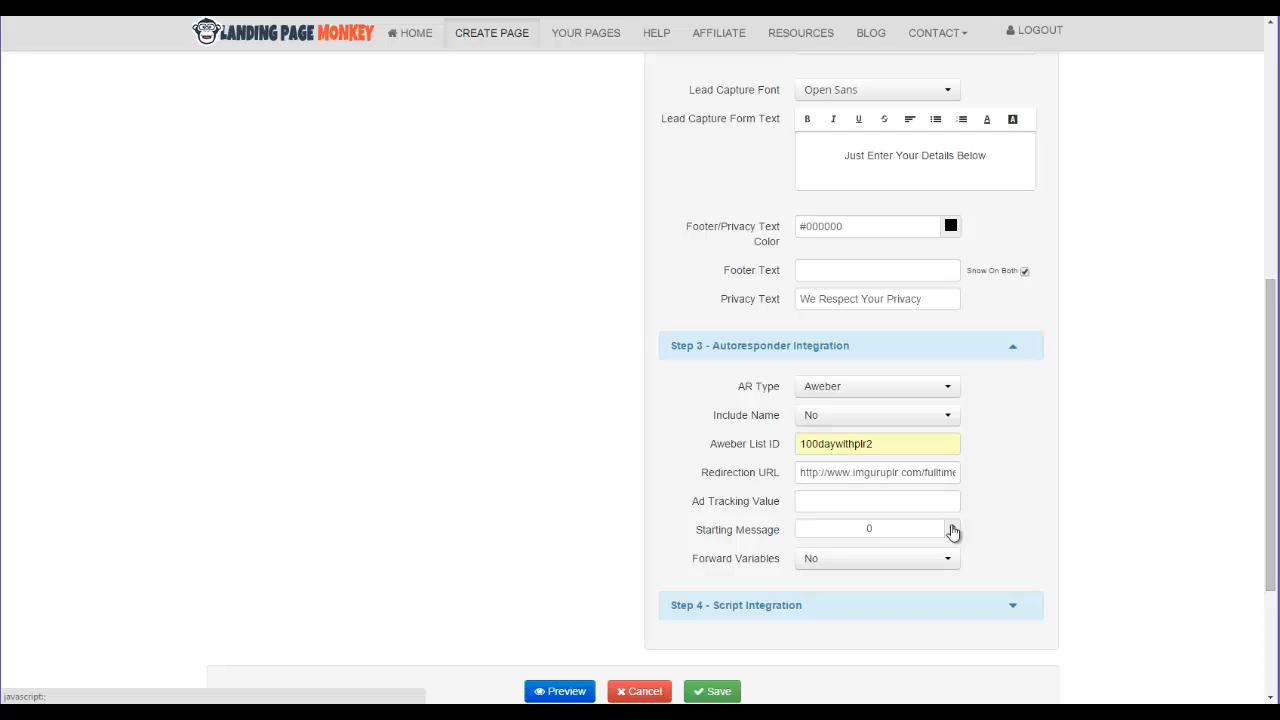 LANDING PAGE MONKEY HOME CREATE PAGE YOUR PAGES HELP AFFILIATE RESOURCES BLOG CONTACT LOGOUT
Lead Capture Font Open Sans
Lead Capture Form Text B I U S A A
Just Enter Your Details Below
Footer/Privacy Text Color #000000
Footer Text Show On Both
Privacy Text We Respect Your Privacy
Step 3 - Autoresponder Integration
AR Type Aweber
Include Name No
Aweber List ID 100daywithplr2
Redirection URL http://www.imguruplr.com/fulltime
Ad Tracking Value
Starting Message 0
Forward Variables No
Step 4 - Script Integration
Preview Cancel Save
javascript:;